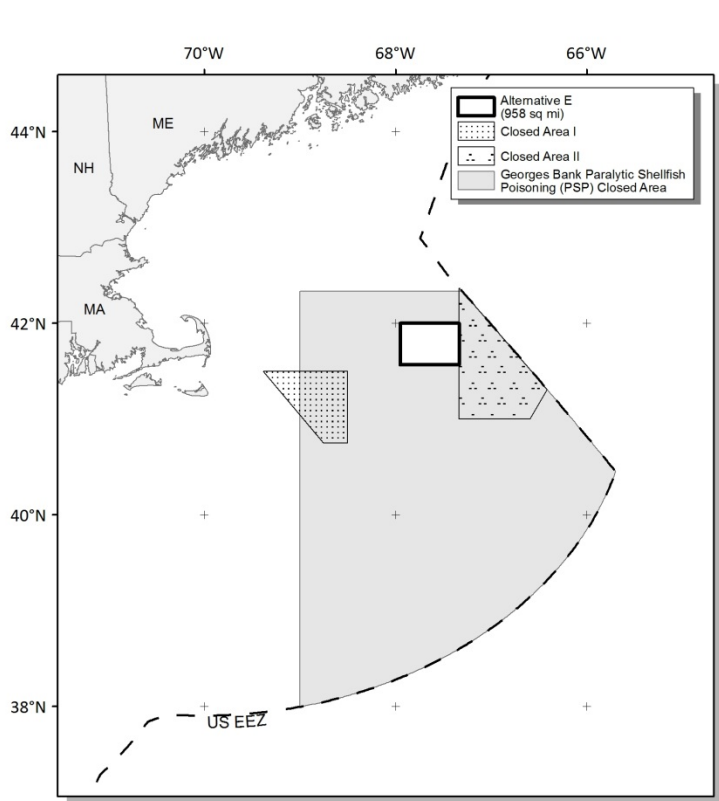 70°W 68°W 66°W
Alternative E
(958 sq mi)
Closed Area I
Closed Area II
Georges Bank Paralytic Shellfish
Poisoning (PSP) Closed Area
44°N
ME
NH
MA
42°N
40°N
38°N
US EEZ